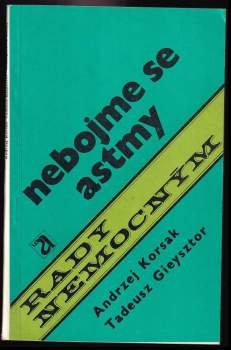 nebojme se
astmy
a
RADY
NEMOCNÝM
Andrzej Korsak
Tadeusz Gieysztor